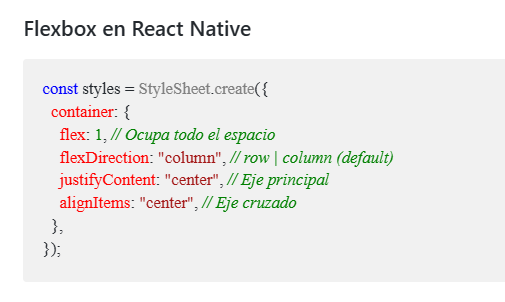 Flexbox en React Native
const styles = StyleSheet.create({
container: {
flex: 1, // Ocupa todo el espacio
flexDirection: "column", // row | column (default)
justifyContent: "center", // Eje principal
alignItems: "center", // Eje cruzado
},
});